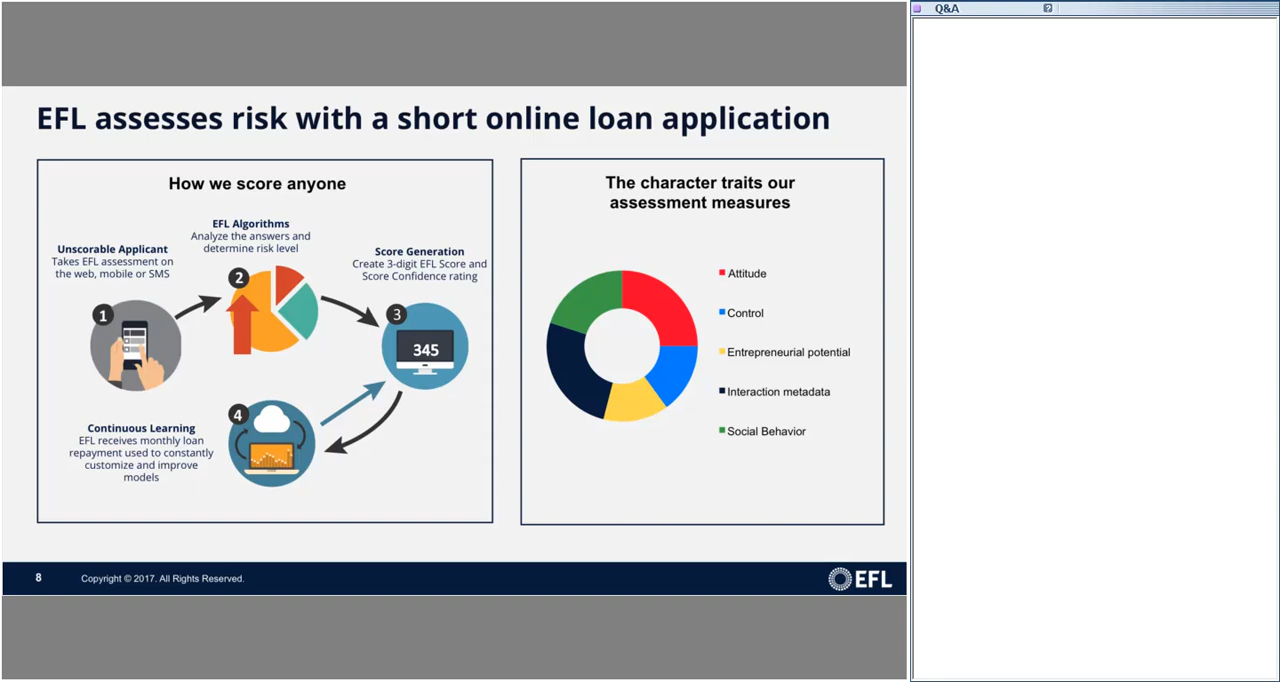 Q&A
?
EFL assesses risk with a short online loan application
How we score anyone
EFL Algorithms
Analyze the answers and
determine risk level
Unscorable Applicant
Takes EFL assessment on
the web, mobile or SMS
Score Generation
Create 3-digit EFL Score and
Score Confidence rating
1
2
3
345
4
Continuous Learning
EFL receives monthly loan
repayment used to constantly
customize and improve
models
The character traits our
assessment measures
Attitude
Control
Entrepreneurial potential
Interaction metadata
Social Behavior
8
Copyright © 2017. All Rights Reserved.
EFL